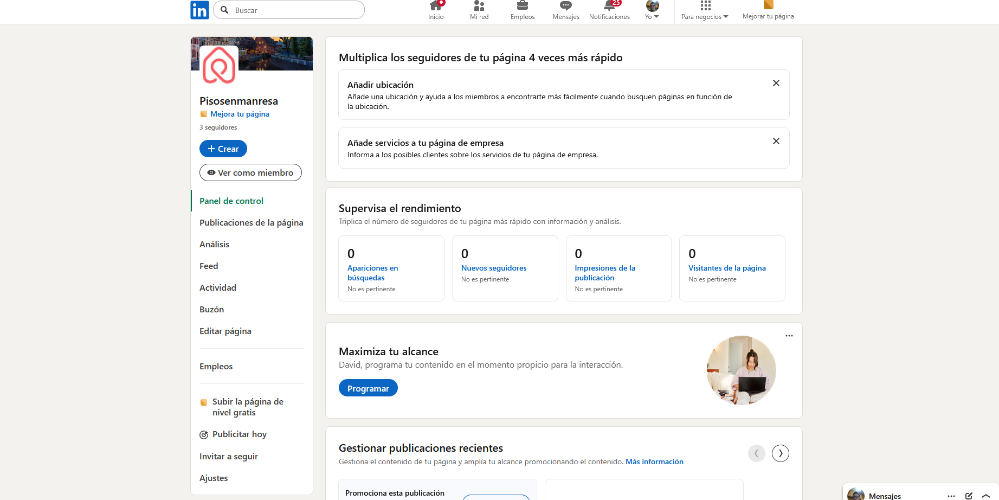 in
Buscar
Inicio
Mi red
Empleos
Mensajes
25
Notificaciones
Yo
Para negocios
Mejorar tu página
Pisosenmanresa
Mejora tu página
3 seguidores
+ Crear
Ver como miembro
Panel de control
Publicaciones de la página
Análisis
Feed
Actividad
Buzón
Editar página
Empleos
Subir la página de
nivel gratis
Publicitar hoy
Invitar a seguir
Ajustes
Multiplica los seguidores de tu página 4 veces más rápido
Añadir ubicación
Añade una ubicación y ayuda a los miembros a encontrarte más fácilmente cuando busquen páginas en función de
la ubicación.
Añade servicios a tu página de empresa
Informa a los posibles clientes sobre los servicios de tu página de empresa.
Supervisa el rendimiento
Triplica el número de seguidores de tu página más rápido con información y análisis.
0
Apariciones en
búsquedas
No es pertinente
0
Nuevos seguidores
No es pertinente
0
Impresiones de la
publicación
No es pertinente
0
Visitantes de la página
No es pertinente
Maximiza tu alcance
David, programa tu contenido en el momento propicio para la interacción.
Programar
Gestionar publicaciones recientes
Gestiona el contenido de tu página y amplía tu alcance promocionando el contenido. Más información
Promociona esta publicación
Mensajes